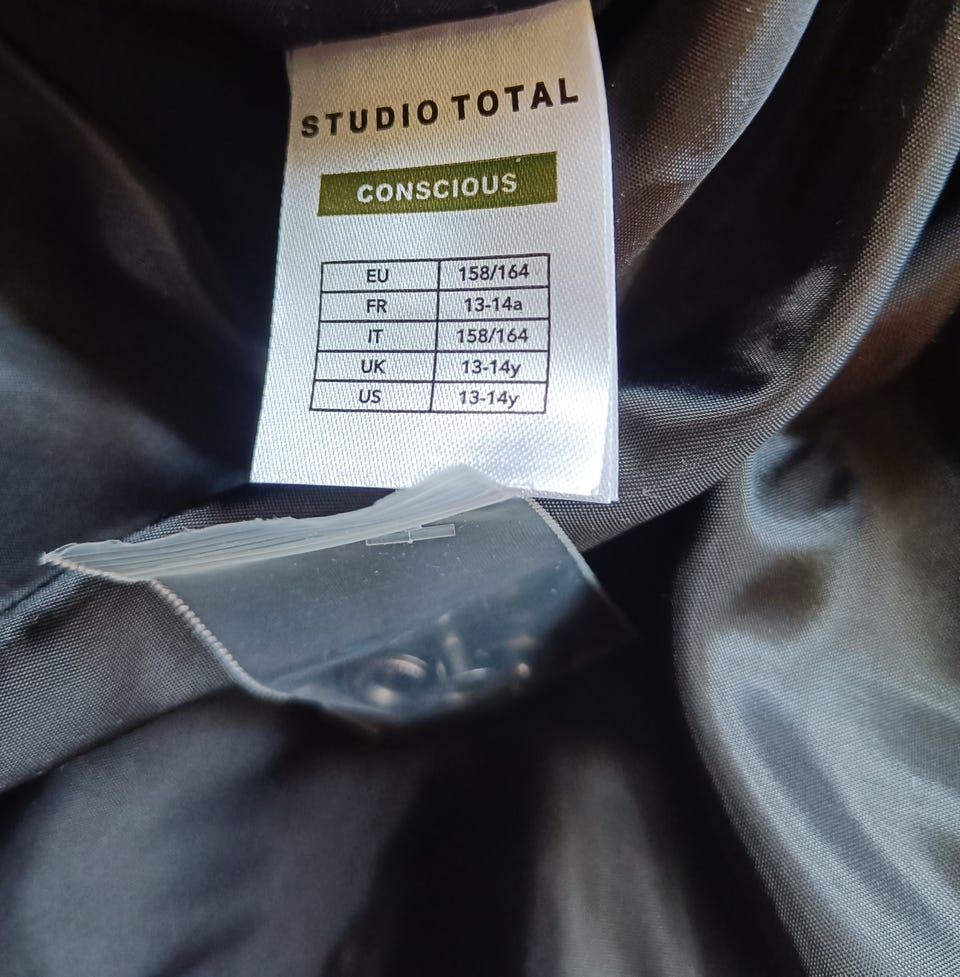 STUDIO TOTAL
CONSCIOUS
EU 158/164
FR 13-14a
IT 158/164
UK 13-14y
US 13-14y